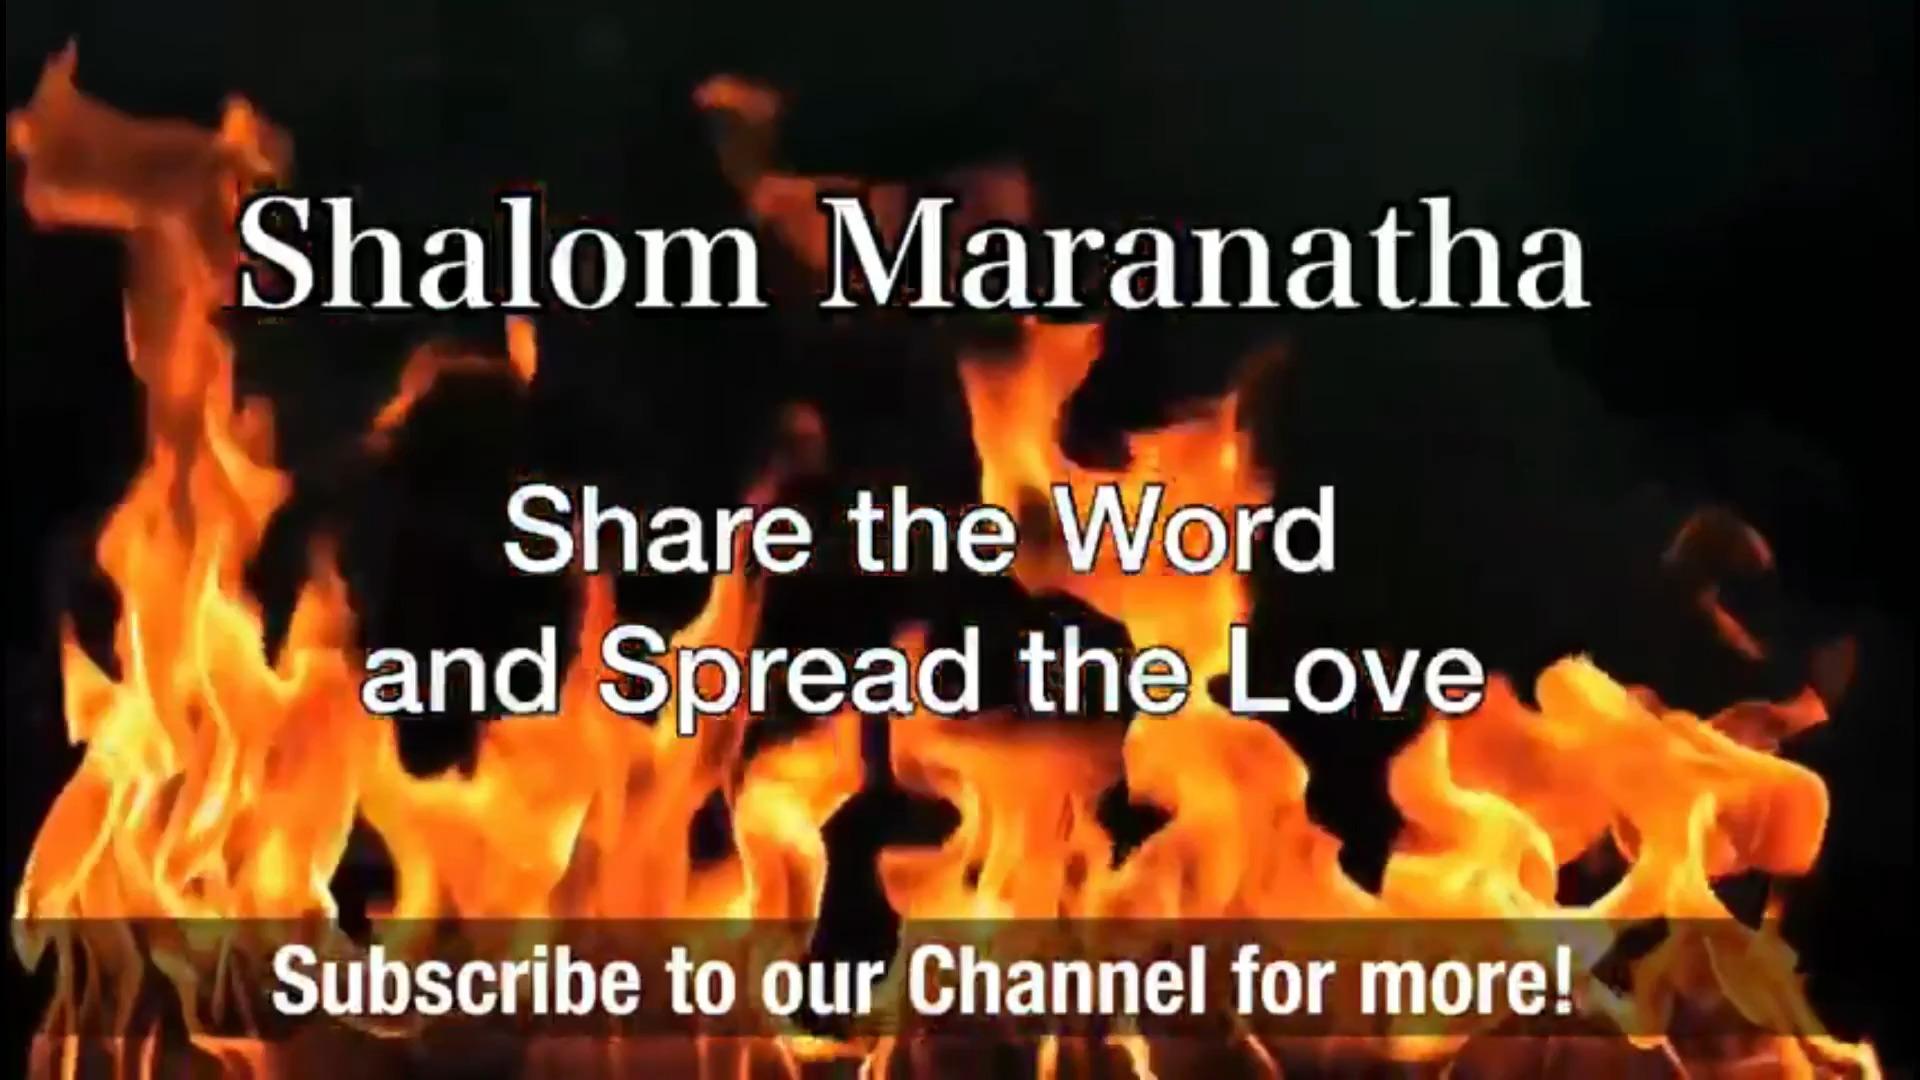 Shalom Maranatha
Share the Word
and Spread the Love
Subscribe to our Channel for more!